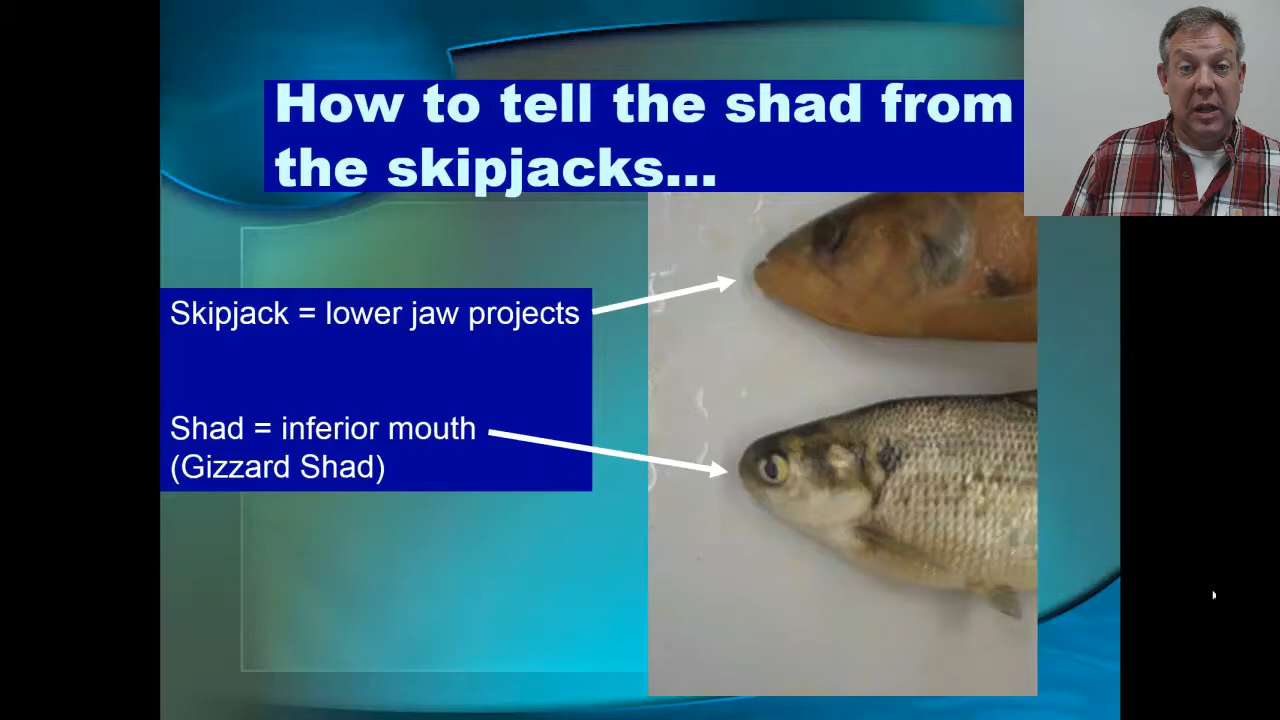 How to tell the shad from
the skipjacks...
Skipjack = lower jaw projects
Shad = inferior mouth
(Gizzard Shad)